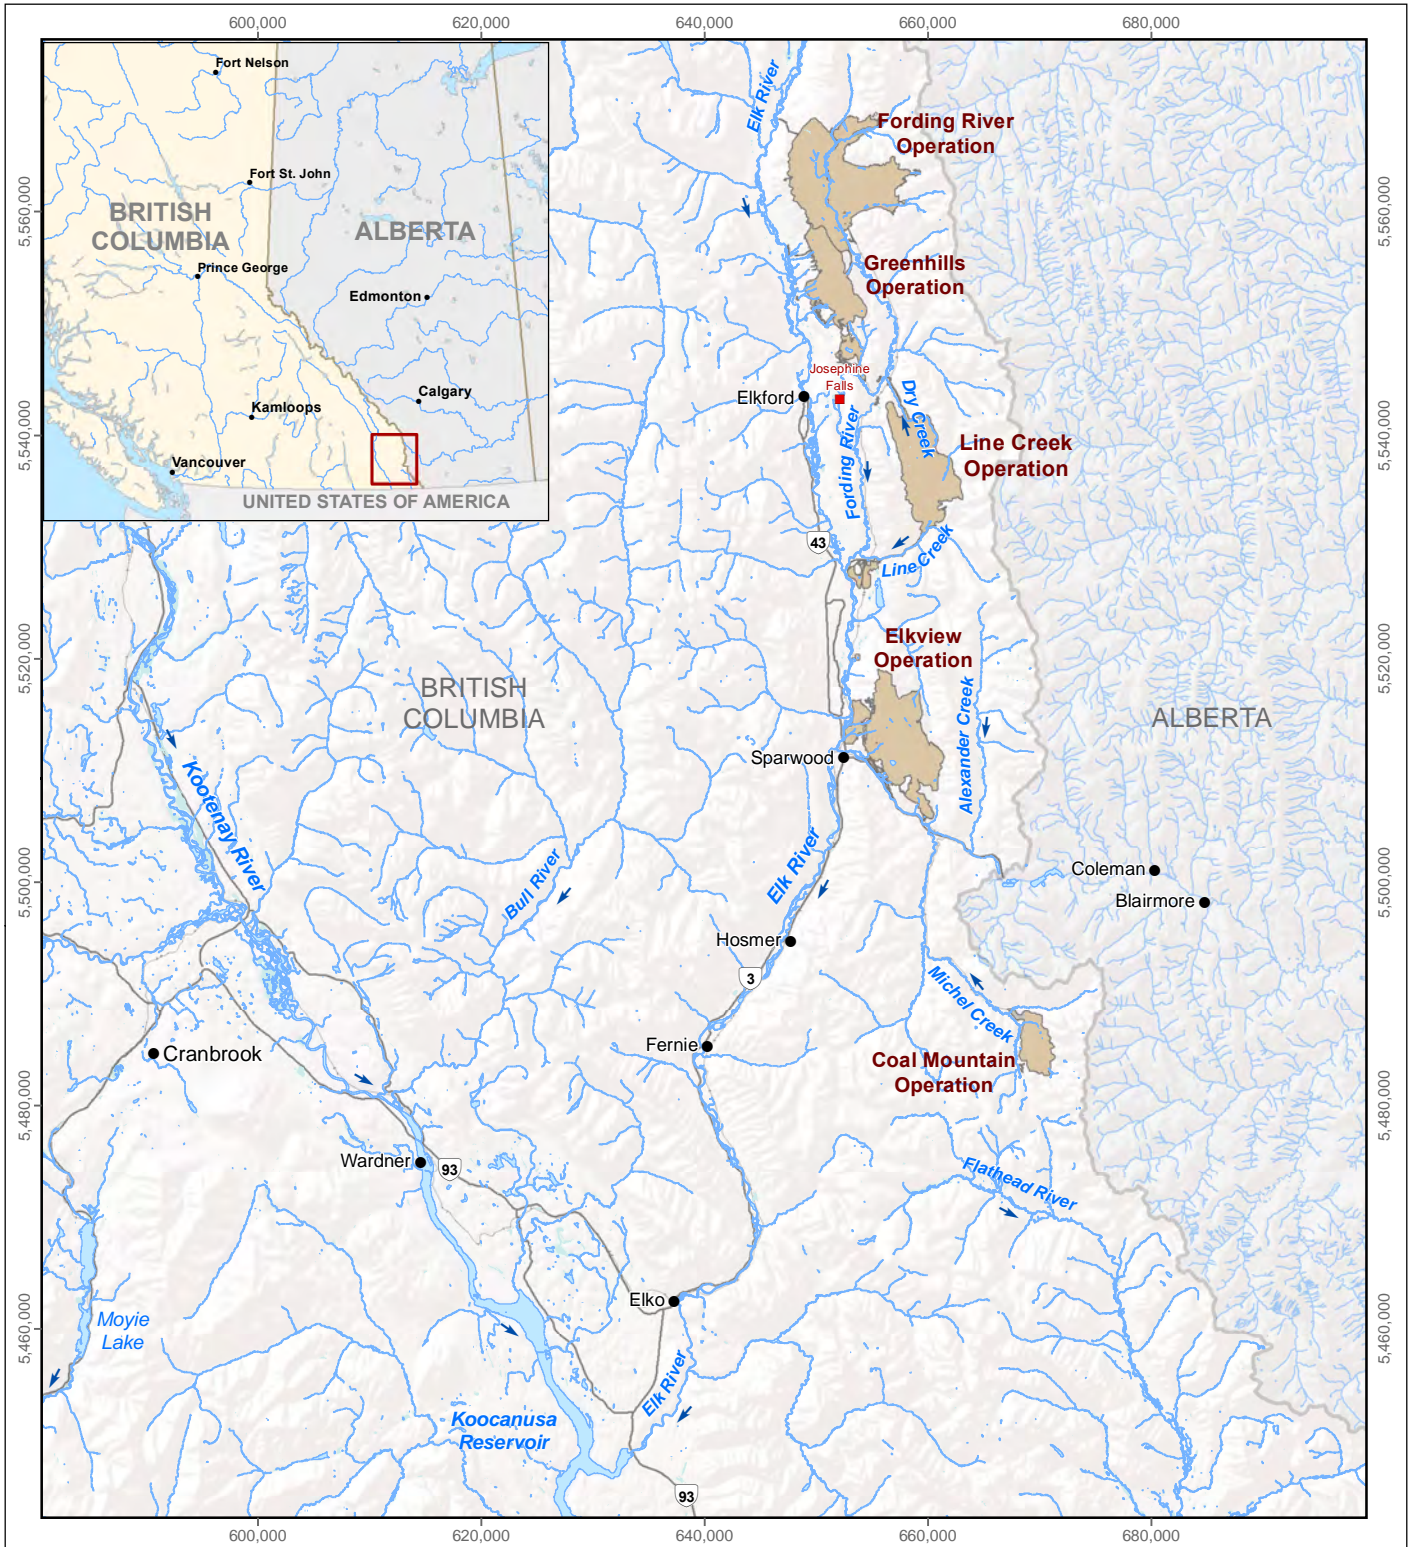 600,000
620,000
640,000
660,000
680,000
Fort Nelson
Fort St. John
BRITISH
COLUMBIA
ALBERTA
Prince George
Edmonton
Calgary
Kamloops
Vancouver
UNITED STATES OF AMERICA
Elk River
Fording River
Operation
5,560,000
5,560,000
Greenhills
Operation
Josephine
Falls
Elkford
Dry Creek
Fording River
Line Creek
Operation
5,540,000
5,540,000
43
Line Creek
Elkview
Operation
5,520,000
5,520,000
BRITISH
COLUMBIA
ALBERTA
Alexander Creek
Sparwood
Kootenay River
Elk River
Bull River
Coleman
Blairmore
5,500,000
5,500,000
Hosmer
3
Michel Creek
Fernie
Cranbrook
Coal Mountain
Operation
5,480,000
5,480,000
Wardner
93
Flathead River
Elko
Moyie
Lake
5,460,000
5,460,000
Elk River
Koocanusa
Reservoir
93
600,000
620,000
640,000
660,000
680,000